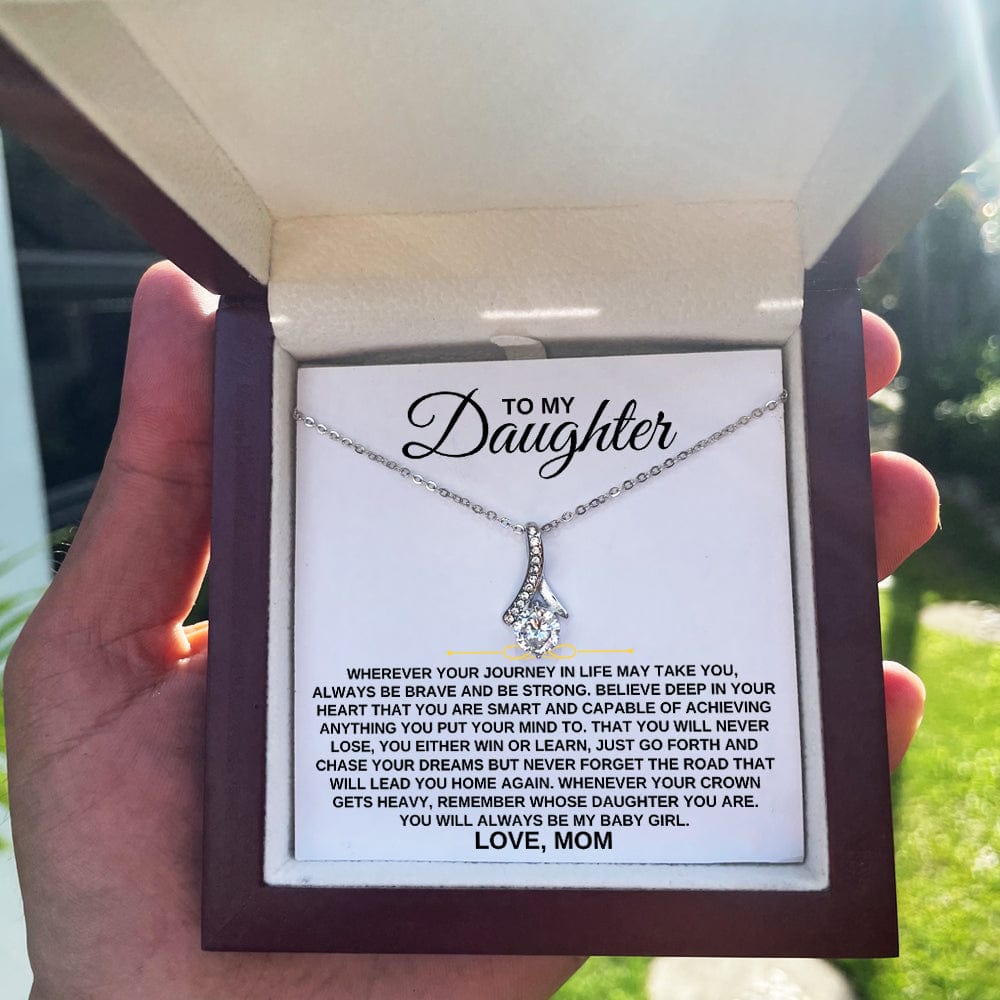 TO MY
Daughter
WHEREVER YOUR JOURNEY IN LIFE MAY TAKE YOU,
ALWAYS BE BRAVE AND BE STRONG. BELIEVE DEEP IN YOUR
HEART THAT YOU ARE SMART AND CAPABLE OF ACHIEVING
ANYTHING YOU PUT YOUR MIND TO. THAT YOU WILL NEVER
LOSE, YOU EITHER WIN OR LEARN, JUST GO FORTH AND
CHASE YOUR DREAMS BUT NEVER FORGET THE ROAD THAT
WILL LEAD YOU HOME AGAIN. WHENEVER YOUR CROWN
GETS HEAVY, REMEMBER WHOSE DAUGHTER YOU ARE.
YOU WILL ALWAYS BE MY BABY GIRL.
LOVE, MOM